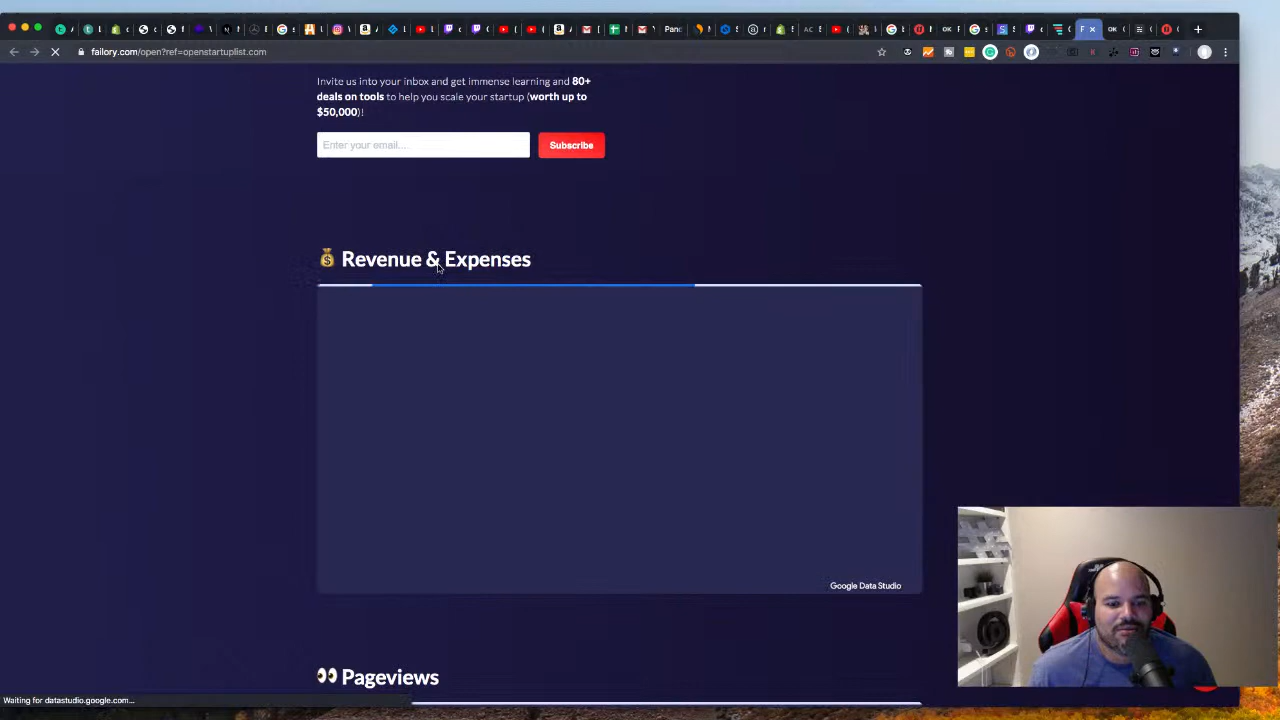 failory.com/open?ref=openstartuplist
Invite us into your inbox and get immense learning and 80+
deals on tools to help you scale your startup (worth up to
$50,000)!
Enter your email....
Subscribe
Revenue & Expenses
Google Data Studio
Pageviews
Waiting for datastudio.google.com...